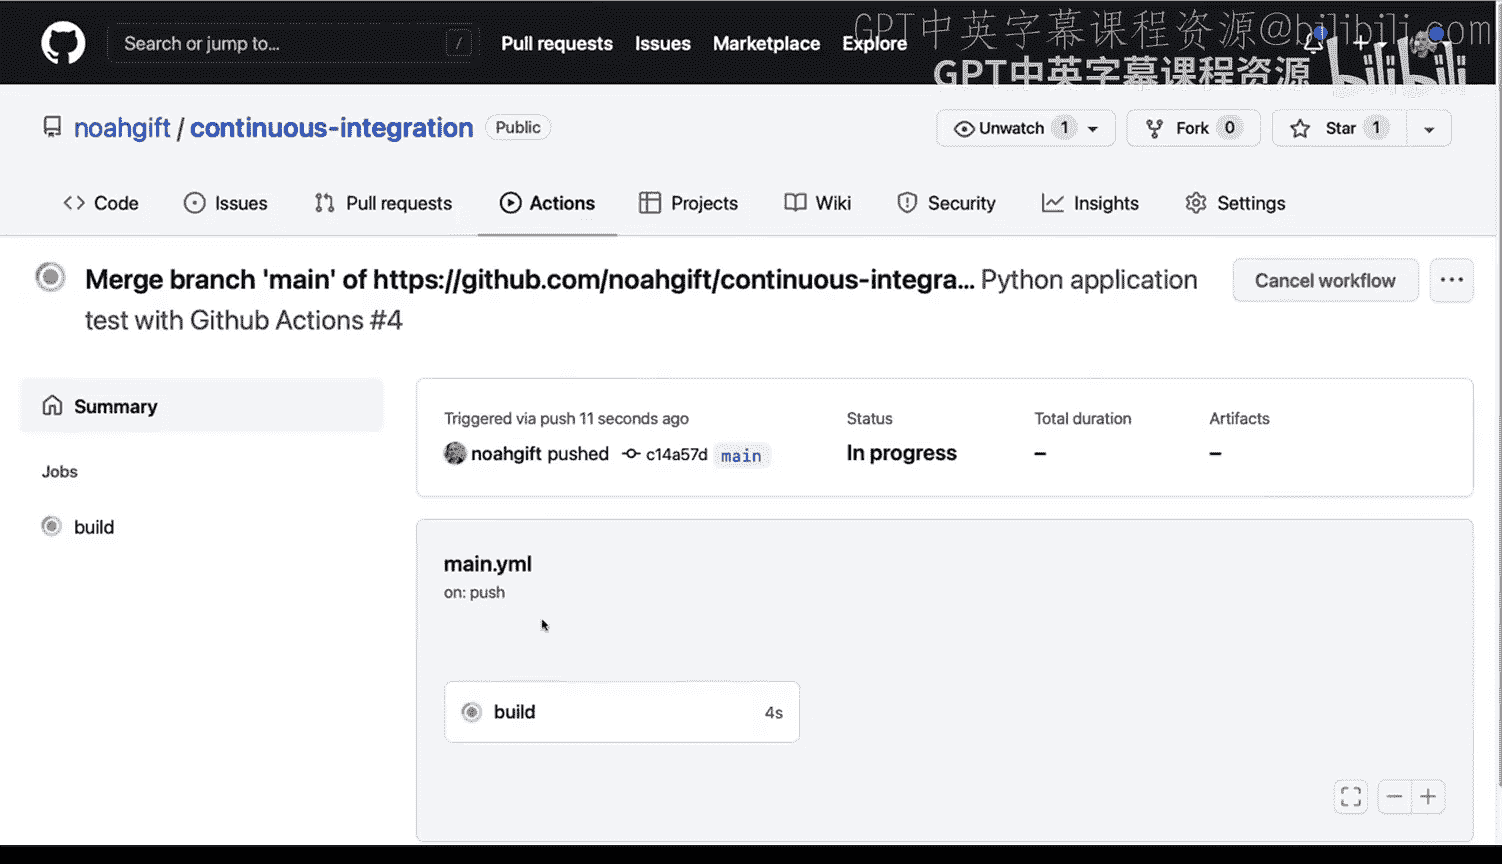 GPT中英字幕课程资源@bilibili.com
Search or jump to... /
Pull requests Issues Marketplace Explore
GPT中英字幕课程资源 bilibili
noahgift / continuous-integration Public
Unwatch 1 Fork 0 Star 1
Code Issues Pull requests Actions Projects Wiki Security Insights Settings
Merge branch 'main' of https://github.com/noahgift/continuous-integra... Python application
test with Github Actions #4
Cancel workflow ...
Summary
Jobs
build
Triggered via push 11 seconds ago Status Total duration Artifacts
noahgift pushed c14a57d main In progress – –
main.yml
on: push
build 4s